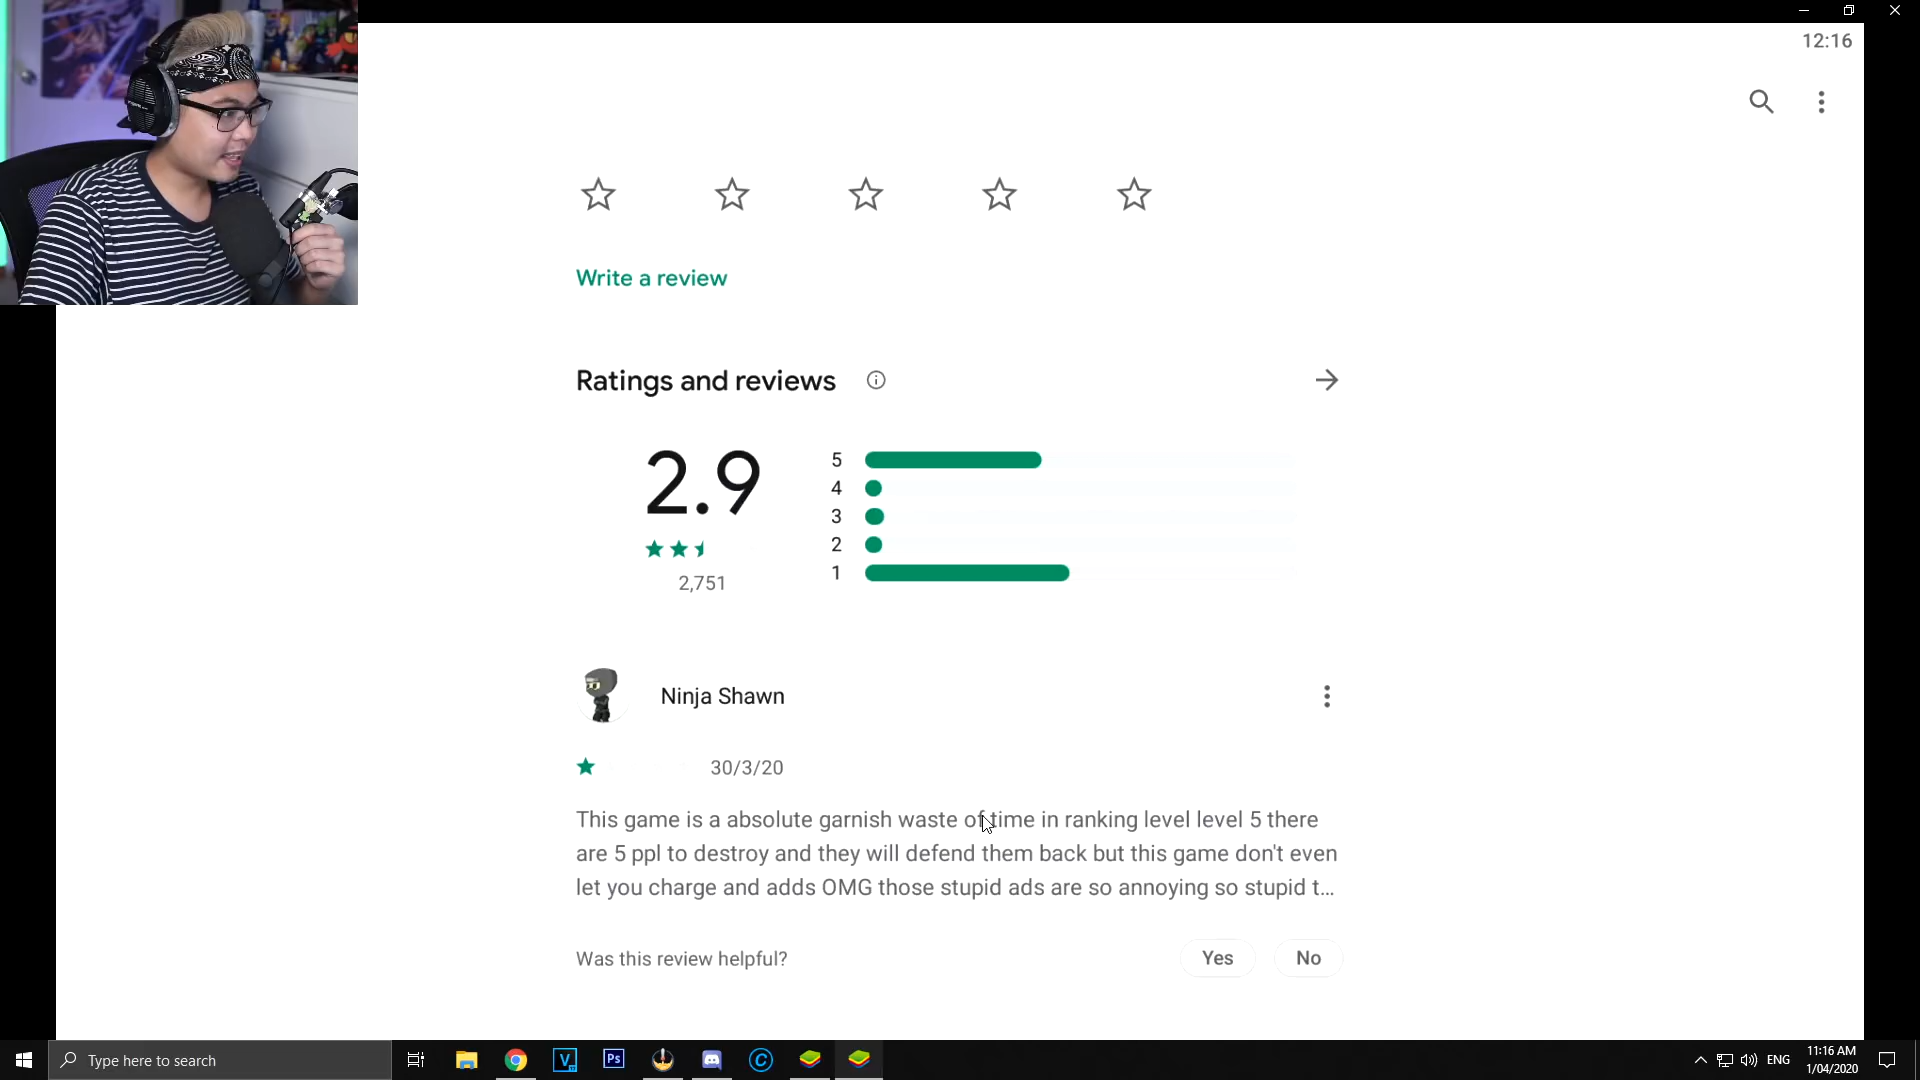 12:16
Write a review
Ratings and reviews
2.9
2,751
5
4
3
2
1
Ninja Shawn
30/3/20
This game is a absolute garnish waste of time in ranking level level 5 there
are 5 ppl to destroy and they will defend them back but this game don't even
let you charge and adds OMG those stupid ads are so annoying so stupid t...
Was this review helpful?
Yes
No
Type here to search
Ps
ENG
11:16 AM
1/04/2020